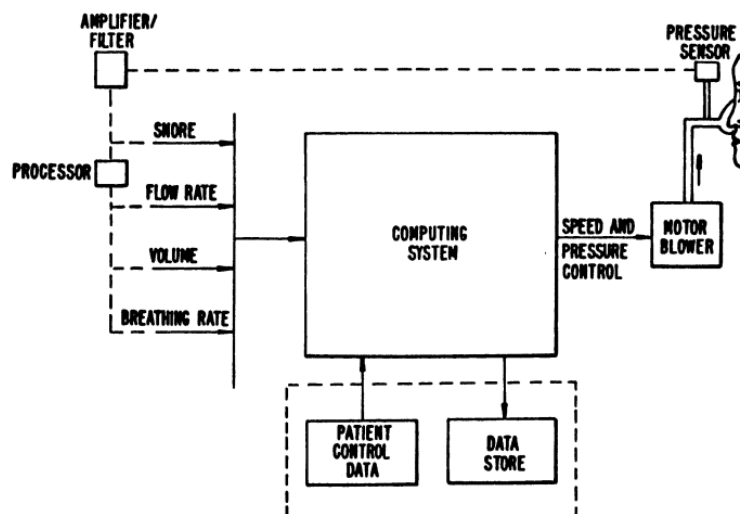 AMPLIFIER/
FILTER
PRESSURE
SENSOR
SNORE
PROCESSOR
FLOW RATE
VOLUME
BREATHING RATE
COMPUTING
SYSTEM
SPEED AND
PRESSURE
CONTROL
MOTOR
BLOWER
PATIENT
CONTROL
DATA
DATA
STORE